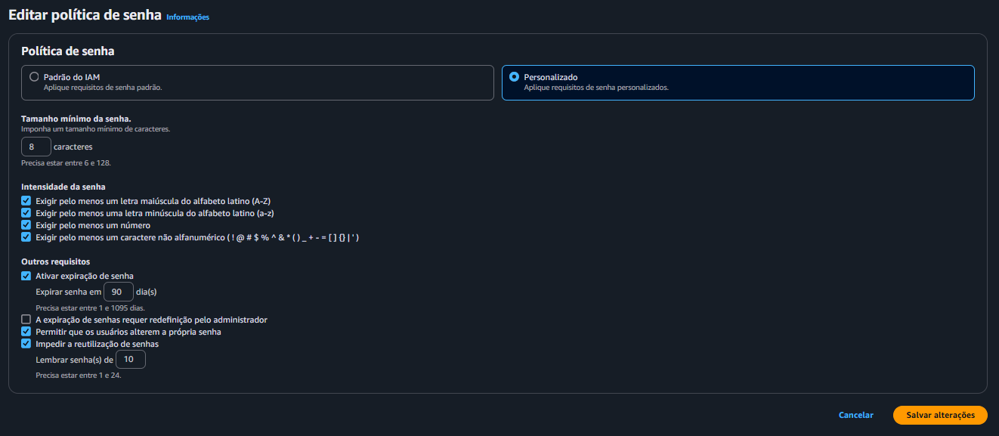 Editar política de senha Informações
Política de senha
Padrão do IAM
Aplique requisitos de senha padrão.
Personalizado
Aplique requisitos de senha personalizados.
Tamanho mínimo da senha.
Imponha um tamanho mínimo de caracteres.
8 caracteres
Precisa estar entre 6 e 128.
Intensidade da senha
Exigir pelo menos um letra maiúscula do alfabeto latino (A-Z)
Exigir pelo menos uma letra minúscula do alfabeto latino (a-z)
Exigir pelo menos um número
Exigir pelo menos um caractere não alfanumérico ( ! @ # $ % ^ & * ( ) _ + - = [ ] {} | ' )
Outros requisitos
Ativar expiração de senha
Expirar senha em 90 dia(s)
Precisa estar entre 1 e 1095 dias.
A expiração de senhas requer redefinição pelo administrador
Permitir que os usuários alterem a própria senha
Impedir a reutilização de senhas
Lembrar senha(s) de 10
Precisa estar entre 1 e 24.
Cancelar
Salvar alterações